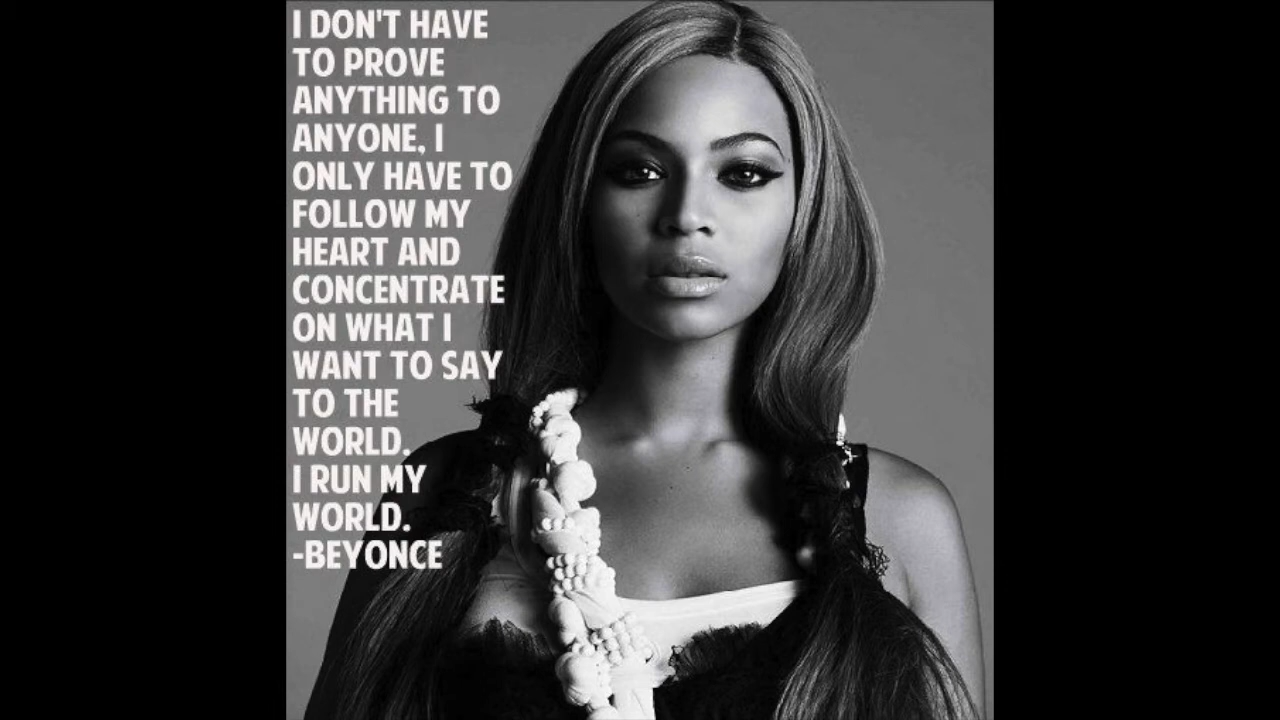 I DON'T HAVE
TO PROVE
ANYTHING TO
ANYONE, I
ONLY HAVE TO
FOLLOW MY
HEART AND
CONCENTRATE
ON WHAT I
WANT TO SAY
TO THE
WORLD.
I RUN MY
WORLD.
-BEYONCE